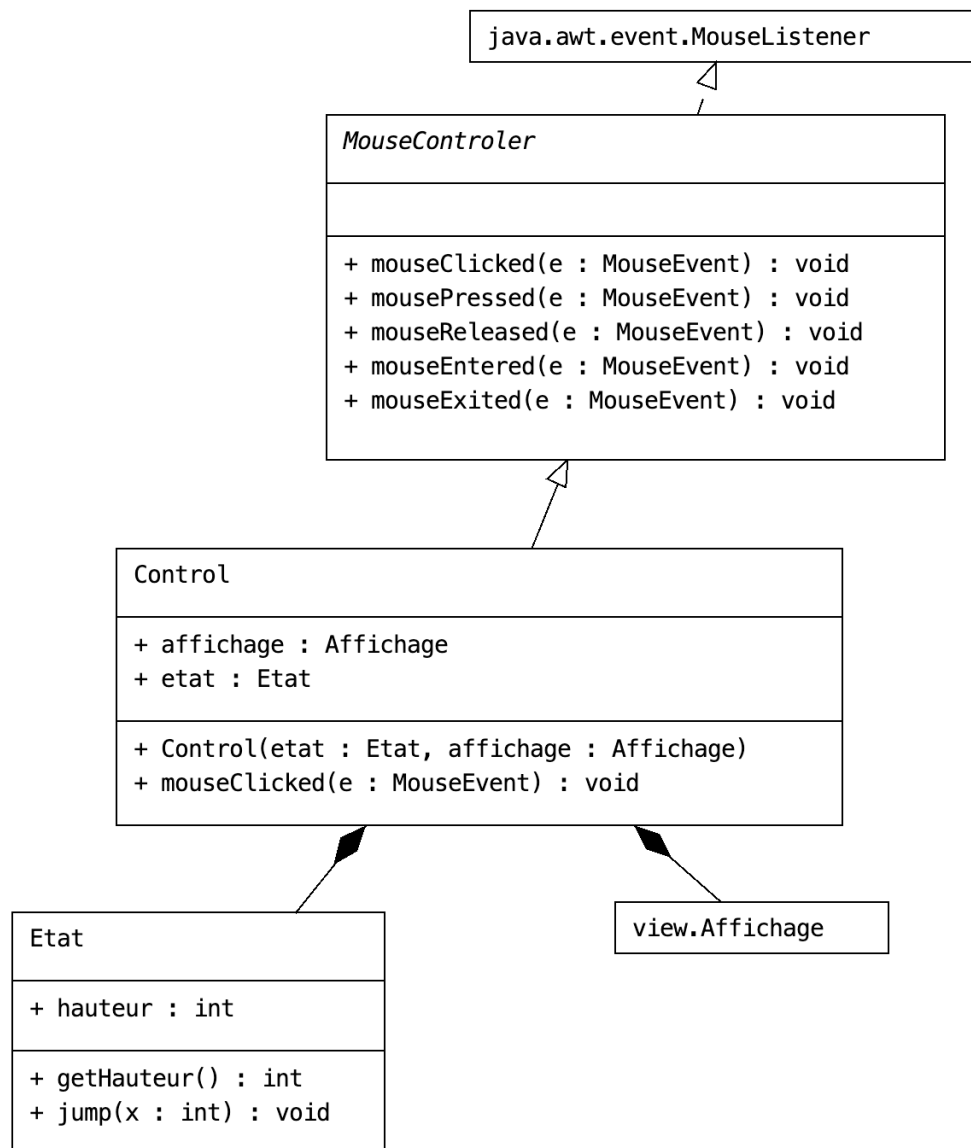 java.awt.event.MouseListener
MouseControler
+ mouseClicked(e : MouseEvent) : void
+ mousePressed(e : MouseEvent) : void
+ mouseReleased(e : MouseEvent) : void
+ mouseEntered(e : MouseEvent) : void
+ mouseExited(e : MouseEvent) : void
Control
+ affichage : Affichage
+ etat : Etat
+ Control(etat : Etat, affichage : Affichage)
+ mouseClicked(e : MouseEvent) : void
Etat
+ hauteur : int
+ getHauteur() : int
+ jump(x : int) : void
view.Affichage